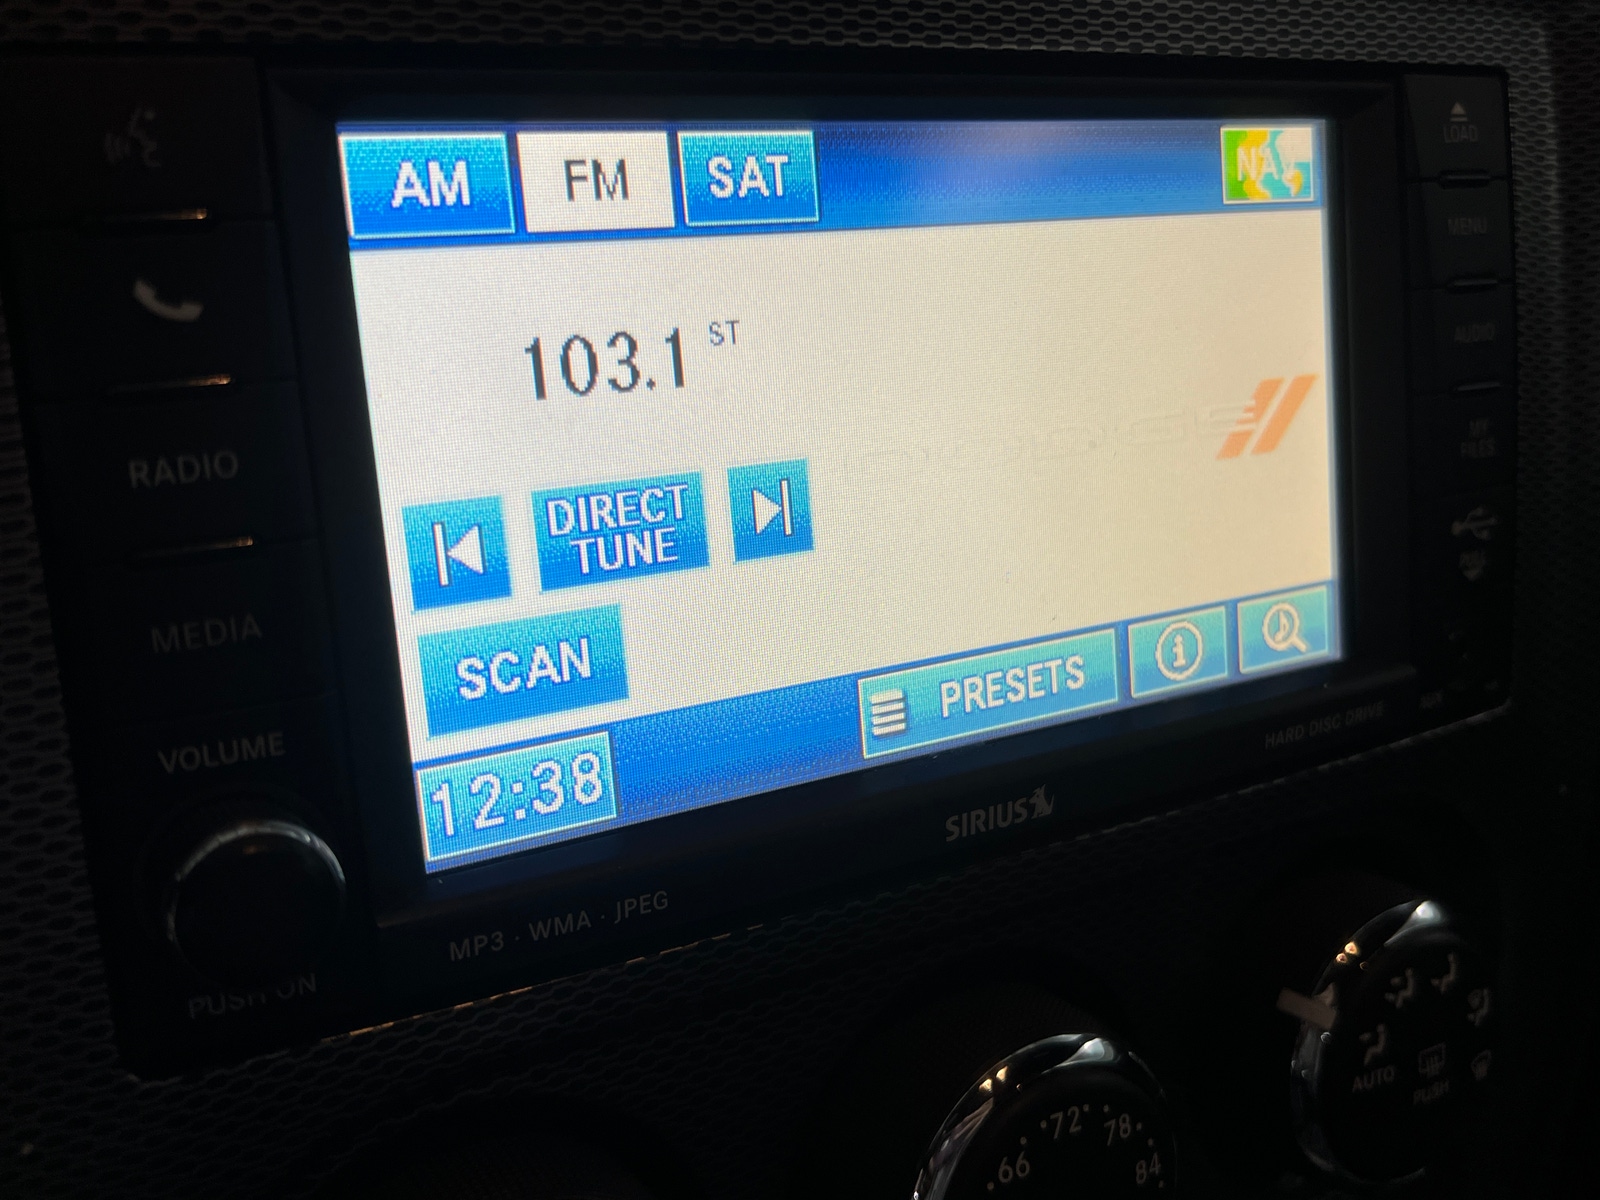 AM FM SAT NAV
LOAD
MENU
103.1 ST
AUDIO
DODGE
RADIO
MY
FILES
DIRECT
TUNE
MEDIA
SCAN
PRESETS
VOLUME
12:38
HARD DISC DRIVE
SIRIUS
MP3 · WMA · JPEG
PUSH ON
AUTO
PUSH
66 72 78 84